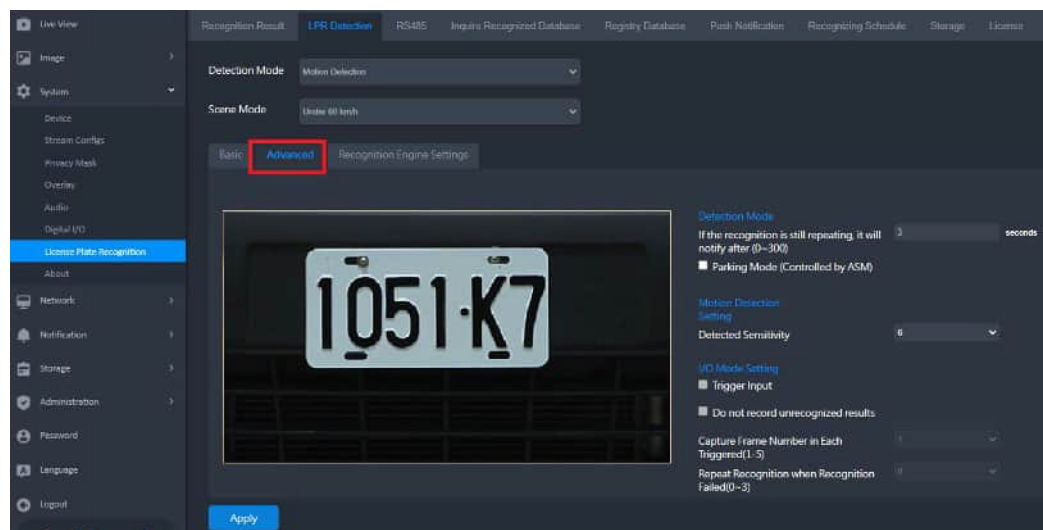 Live View
Image
System
Device
Stream Configs
Privacy Mask
Overlay
Audio
Digital I/O
License Plate Recognition
About
Network
Notification
Storage
Administration
Password
Language
Logout
Recognition Result LPR Detection RS485 Inquire Recognized Database Registry Database Push Notification Recognizing Schedule Storage License
Detection Mode Motion Detection
Scene Mode Under 60 km/h
Basic Advanced Recognition Engine Settings
1051·K7
Detection Mode
If the recognition is still repeating, it will 3 seconds
notify after (0~300)
Parking Mode (Controlled by ASM)
Motion Detection
Setting
Detected Sensitivity 6
I/O Mode Setting
Trigger Input
Do not record unrecognized results
Capture Frame Number in Each 1
Triggered(1-5)
Repeat Recognition when Recognition 0
Failed(0~3)
Apply